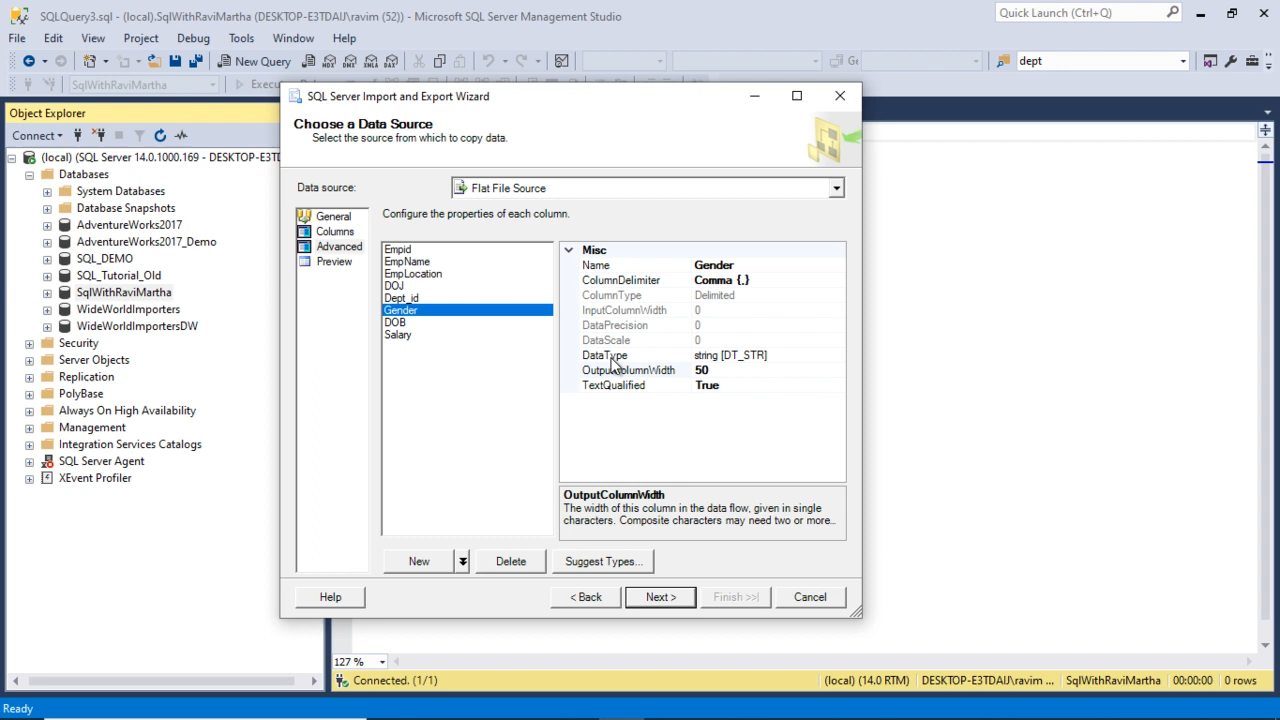 SQLQuery3.sql - (local).SqlWithRaviMartha (DESKTOP-E3TDAIJ\ravim (52)) - Microsoft SQL Server Management Studio
Quick Launch (Ctrl+Q)
File Edit View Project Debug Tools Window Help
New Query MDX DMX XMLA DAX dept
SqlWithRaviMartha Execu
Object Explorer
Connect
(local) (SQL Server 14.0.1000.169 - DESKTOP-E3TD
Databases
System Databases
Database Snapshots
AdventureWorks2017
AdventureWorks2017_Demo
SQL_DEMO
SQL_Tutorial_Old
SqlWithRaviMartha
WideWorldImporters
WideWorldImportersDW
Security
Server Objects
Replication
PolyBase
Always On High Availability
Management
Integration Services Catalogs
SQL Server Agent
XEvent Profiler
SQL Server Import and Export Wizard
Choose a Data Source
Select the source from which to copy data.
Data source: Flat File Source
General
Columns
Advanced
Preview
Configure the properties of each column.
Empid
EmpName
EmpLocation
DOJ
Dept_id
Gender
DOB
Salary
Misc
Name Gender
ColumnDelimiter Comma {,}
ColumnType Delimited
InputColumnWidth 0
DataPrecision 0
DataScale 0
DataType string [DT_STR]
OutputColumnWidth 50
TextQualified True
OutputColumnWidth
The width of this column in the data flow, given in single
characters. Composite characters may need two or more...
New Delete Suggest Types...
Help < Back Next > Finish >>| Cancel
127 %
Connected. (1/1) (local) (14.0 RTM) DESKTOP-E3TDAIJ\ravim ... SqlWithRaviMartha 00:00:00 0 rows
Ready